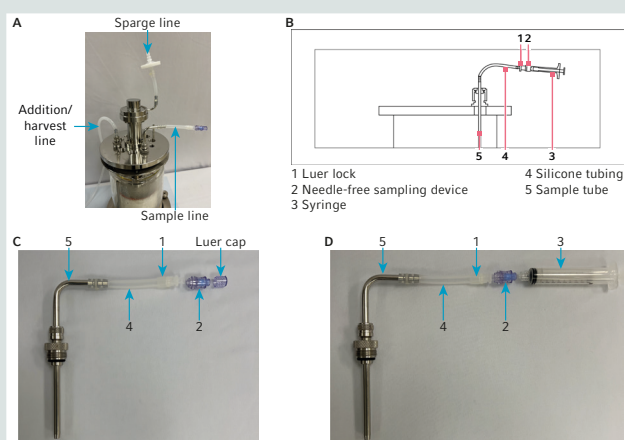 A
Sparge line
Addition/
harvest
line
Sample line
B
1 2
5 4 3
1 Luer lock
2 Needle-free sampling device
3 Syringe
4 Silicone tubing
5 Sample tube
C
5 1 Luer cap
4 2
D
5 1 3
4 2